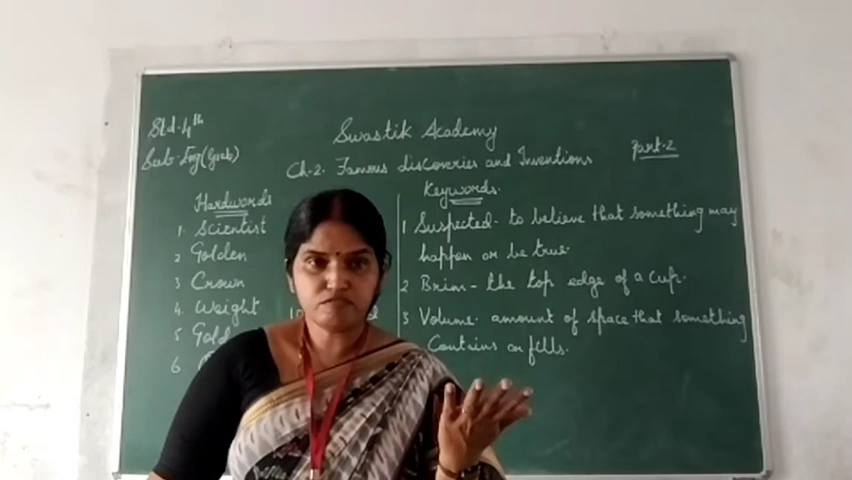 Std-4th
Swastik Academy
Sub-Eng(Gueb)
Ch-2. Famous discoveries and Inventions
Part-2
Hardwords
1. Scientist
2 Golden
3 Crown
4. Weight
5 Gold
6
10
Keywords.
1 Suspected- to believe that something may
happen or be true.
2 Brim - the top edge of a cup.
3 Volume. amount of space that something
Contains or fills.